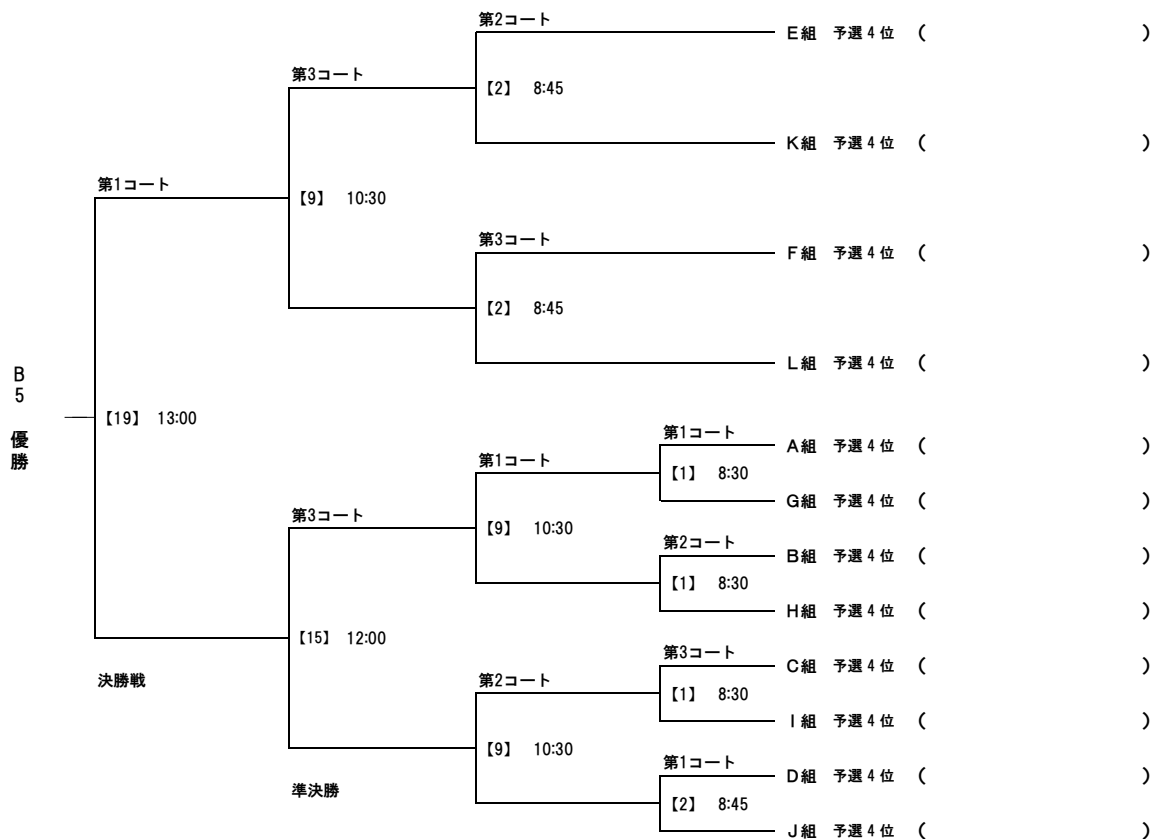 第2コート
E組 予選4位 ( )
第3コート
【2】 8:45
K組 予選4位 ( )
第1コート
【9】 10:30
第3コート
F組 予選4位 ( )
【2】 8:45
L組 予選4位 ( )
B5 優勝
【19】 13:00
第1コート
A組 予選4位 ( )
第1コート
【1】 8:30
G組 予選4位 ( )
第3コート
【9】 10:30
第2コート
B組 予選4位 ( )
【1】 8:30
H組 予選4位 ( )
【15】 12:00
第3コート
C組 予選4位 ( )
決勝戦
第2コート
【1】 8:30
I組 予選4位 ( )
【9】 10:30
第1コート
D組 予選4位 ( )
準決勝
【2】 8:45
J組 予選4位 ( )